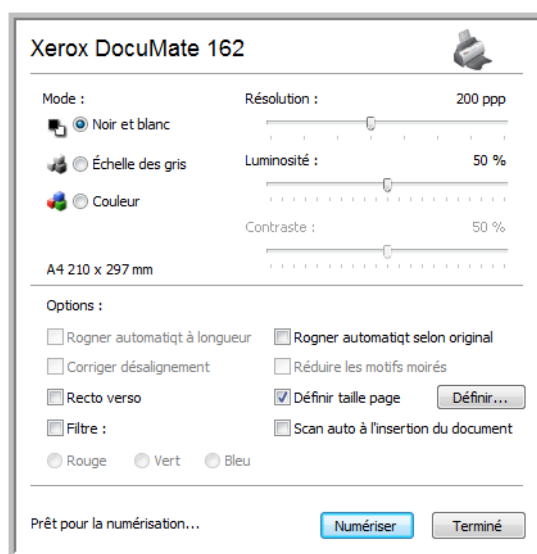 Xerox DocuMate 162
Mode :
Résolution :
200 ppp
Noir et blanc
Échelle des gris
Luminosité :
50 %
Couleur
Contraste :
50 %
A4 210 x 297 mm
Options :
Rogner automatiqt à longueur
Rogner automatiqt selon original
Corriger désalignement
Réduire les motifs moirés
Recto verso
Définir taille page
Définir...
Filtre :
Scan auto à l'insertion du document
Rouge
Vert
Bleu
Prêt pour la numérisation...
Numériser
Terminé